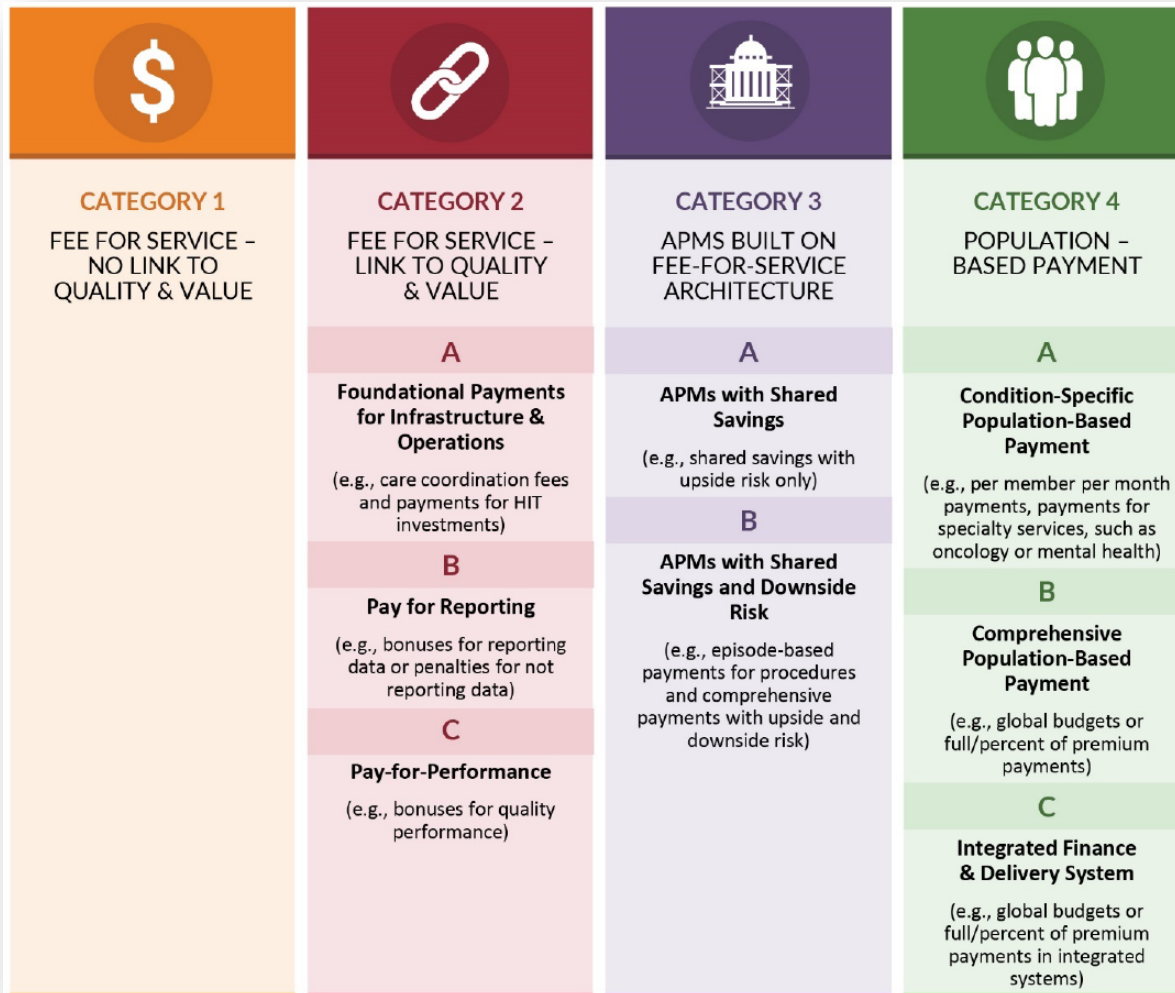 $
CATEGORY 1
FEE FOR SERVICE –
NO LINK TO
QUALITY & VALUE
CATEGORY 2
FEE FOR SERVICE –
LINK TO QUALITY
& VALUE
A
Foundational Payments
for Infrastructure &
Operations
(e.g., care coordination fees
and payments for HIT
investments)
B
Pay for Reporting
(e.g., bonuses for reporting
data or penalties for not
reporting data)
C
Pay-for-Performance
(e.g., bonuses for quality
performance)
CATEGORY 3
APMS BUILT ON
FEE-FOR-SERVICE
ARCHITECTURE
A
APMs with Shared
Savings
(e.g., shared savings with
upside risk only)
B
APMs with Shared
Savings and Downside
Risk
(e.g., episode-based
payments for procedures
and comprehensive
payments with upside and
downside risk)
CATEGORY 4
POPULATION –
BASED PAYMENT
A
Condition-Specific
Population-Based
Payment
(e.g., per member per month
payments, payments for
specialty services, such as
oncology or mental health)
B
Comprehensive
Population-Based
Payment
(e.g., global budgets or
full/percent of premium
payments)
C
Integrated Finance
& Delivery System
(e.g., global budgets or
full/percent of premium
payments in integrated
systems)